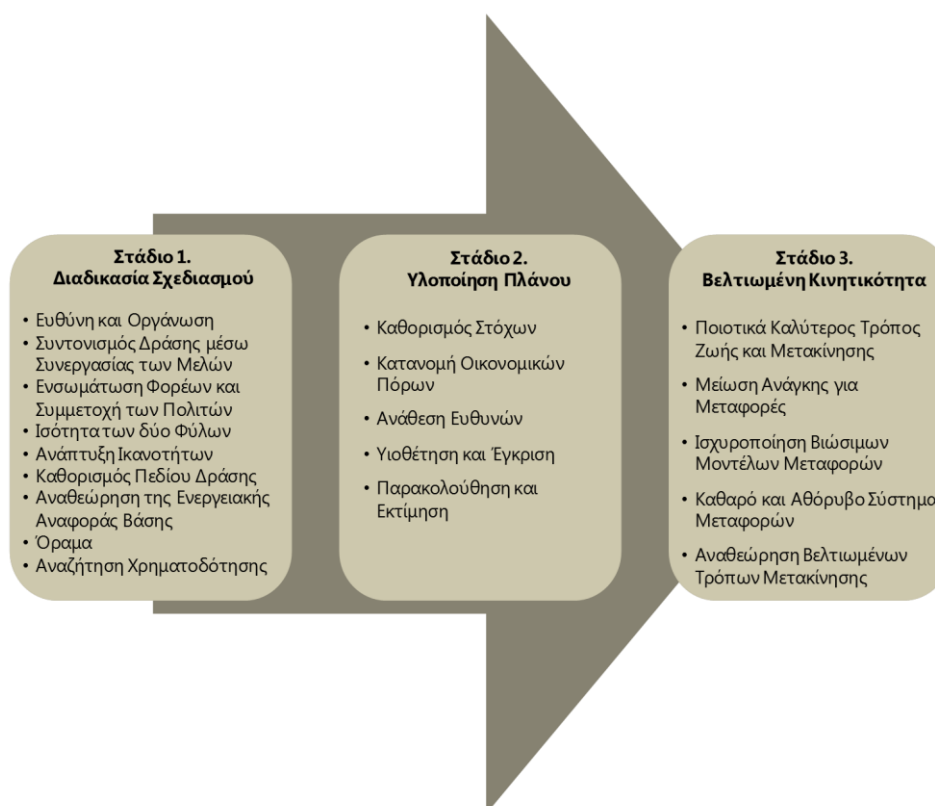 Στάδιο 1.
Διαδικασία Σχεδιασμού
• Ευθύνη και Οργάνωση
• Συντονισμός Δράσης μέσω
Συνεργασίας των Μελών
• Ενσωμάτωση Φορέων και
Συμμετοχή των Πολιτών
• Ισότητα των δύο Φύλων
• Ανάπτυξη Ικανοτήτων
• Καθορισμός Πεδίου Δράσης
• Αναθεώρηση της Ενεργειακής
Αναφοράς Βάσης
• Όραμα
• Αναζήτηση Χρηματοδότησης
Στάδιο 2.
Υλοποίηση Πλάνου
• Καθορισμός Στόχων
• Κατανομή Οικονομικών
Πόρων
• Ανάθεση Ευθυνών
• Υιοθέτηση και Έγκριση
• Παρακολούθηση και
Εκτίμηση
Στάδιο 3.
Βελτιωμένη Κινητικότητα
• Ποιοτικά Καλύτερος Τρόπος
Ζωής και Μετακίνησης
• Μείωση Ανάγκης για
Μεταφορές
• Ισχυροποίηση Βιώσιμων
Μοντέλων Μεταφορών
• Καθαρό και Αθόρυβο Σύστημα
Μεταφορών
• Αναθεώρηση Βελτιωμένων
Τρόπων Μετακίνησης